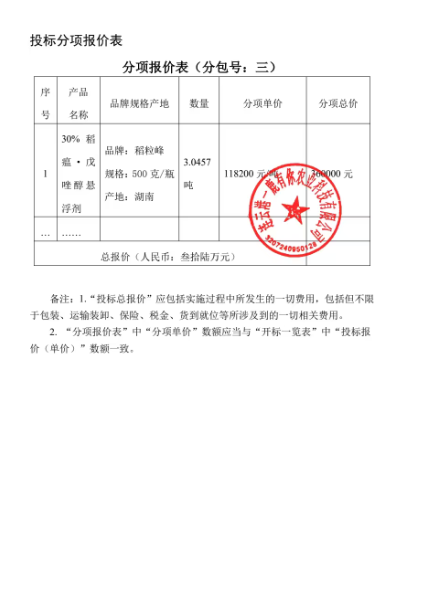 投标分项报价表
分项报价表（分包号：三）
序号 产品名称 品牌规格产地 数量 分项单价 分项总价
1 30% 稻瘟·戊唑醇悬浮剂 品牌：稻粒峰 规格：500 克/瓶 产地：湖南 3.0457 吨 118200 元/吨 360000 元
... ……
总报价（人民币：叁拾陆万元）
备注：1.“投标总报价”应包括实施过程中所发生的一切费用，包括但不限
于包装、运输装卸、保险、税金、货到就位等所涉及到的一切相关费用。
2. “分项报价表”中“分项单价”数额应当与“开标一览表”中“投标报
价（单价）”数额一致。
3207240950128